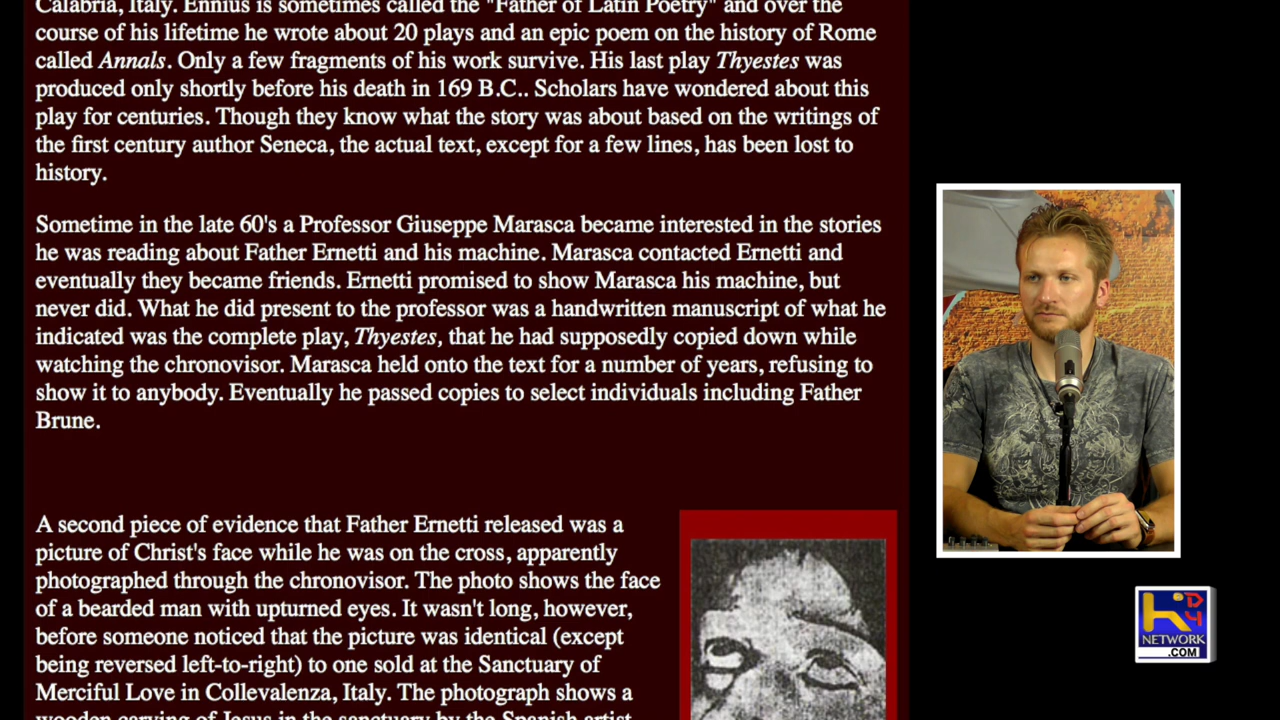 Calabria, Italy. Ennius is sometimes called the "Father of Latin Poetry" and over the
course of his lifetime he wrote about 20 plays and an epic poem on the history of Rome
called Annals. Only a few fragments of his work survive. His last play Thyestes was
produced only shortly before his death in 169 B.C.. Scholars have wondered about this
play for centuries. Though they know what the story was about based on the writings of
the first century author Seneca, the actual text, except for a few lines, has been lost to
history.
Sometime in the late 60's a Professor Giuseppe Marasca became interested in the stories
he was reading about Father Ernetti and his machine. Marasca contacted Ernetti and
eventually they became friends. Ernetti promised to show Marasca his machine, but
never did. What he did present to the professor was a handwritten manuscript of what he
indicated was the complete play, Thyestes, that he had supposedly copied down while
watching the chronovisor. Marasca held onto the text for a number of years, refusing to
show it to anybody. Eventually he passed copies to select individuals including Father
Brune.
A second piece of evidence that Father Ernetti released was a
picture of Christ's face while he was on the cross, apparently
photographed through the chronovisor. The photo shows the face
of a bearded man with upturned eyes. It wasn't long, however,
before someone noticed that the picture was identical (except
being reversed left-to-right) to one sold at the Sanctuary of
Merciful Love in Collevalenza, Italy. The photograph shows a
wooden carving of Jesus in the sanctuary by the Spanish artist
HD4
NETWORK
.COM